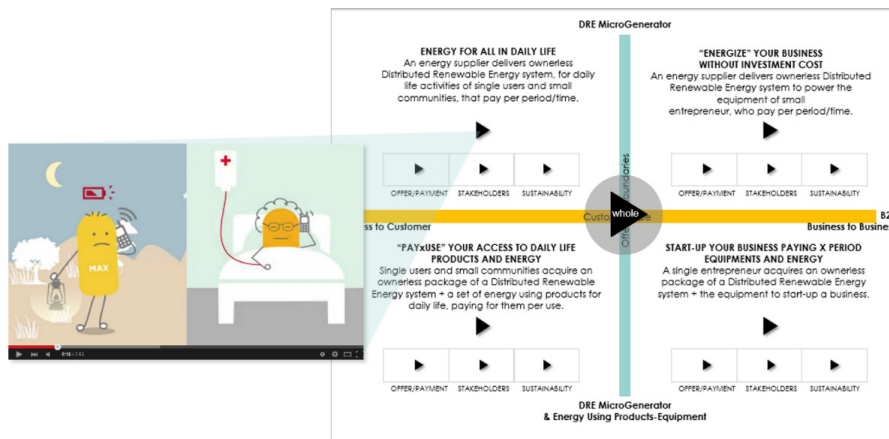 DRE MicroGenerator
ENERGY FOR ALL IN DAILY LIFE
An energy supplier delivers ownerless
Distributed Renewable Energy system, for daily
life activities of single users and small
communities, that pay per period/time.
OFFER/PAYMENT
STAKEHOLDERS
SUSTAINABILITY
"ENERGIZE" YOUR BUSINESS
WITHOUT INVESTMENT COST
An energy supplier delivers ownerless Distributed
Renewable Energy system to power the
equipment of small
entrepreneur, who pay per period/time.
OFFER/PAYMENT
STAKEHOLDERS
SUSTAINABILITY
MAX
ess to Customer
whole
B2
Business to Busines
"PAYxUSE" YOUR ACCESS TO DAILY LIFE
PRODUCTS AND ENERGY
Single users and small communities acquire an
ownerless package of a Distributed Renewable
Energy system + a set of energy using products for
daily life, paying for them per use.
OFFER/PAYMENT
STAKEHOLDERS
SUSTAINABILITY
START-UP YOUR BUSINESS PAYING X PERIOD
EQUIPMENTS AND ENERGY
A single entrepreneur acquires an ownerless
package of a Distributed Renewable Energy
system + the equipment to start-up a business.
OFFER/PAYMENT
STAKEHOLDERS
SUSTAINABILITY
DRE MicroGenerator
& Energy Using Products-Equipment